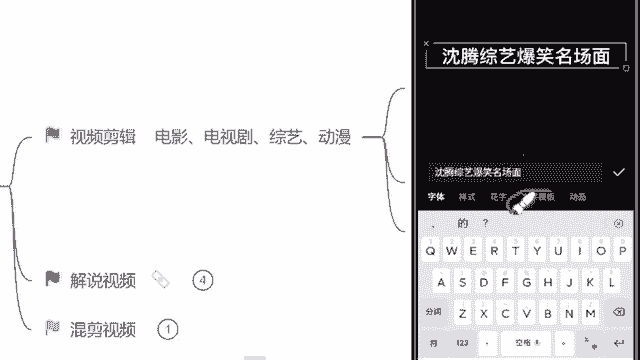 视频剪辑 电影、电视剧、综艺、动漫
解说视频 4
混剪视频 1
沈腾综艺爆笑名场面
沈腾综艺爆笑名场面
字体 样式 花字 模板 动画
, 的 ?
Q W E R T Y U I O P
A S D F G H J K L
分词 Z X C V B N M
符 123 空格